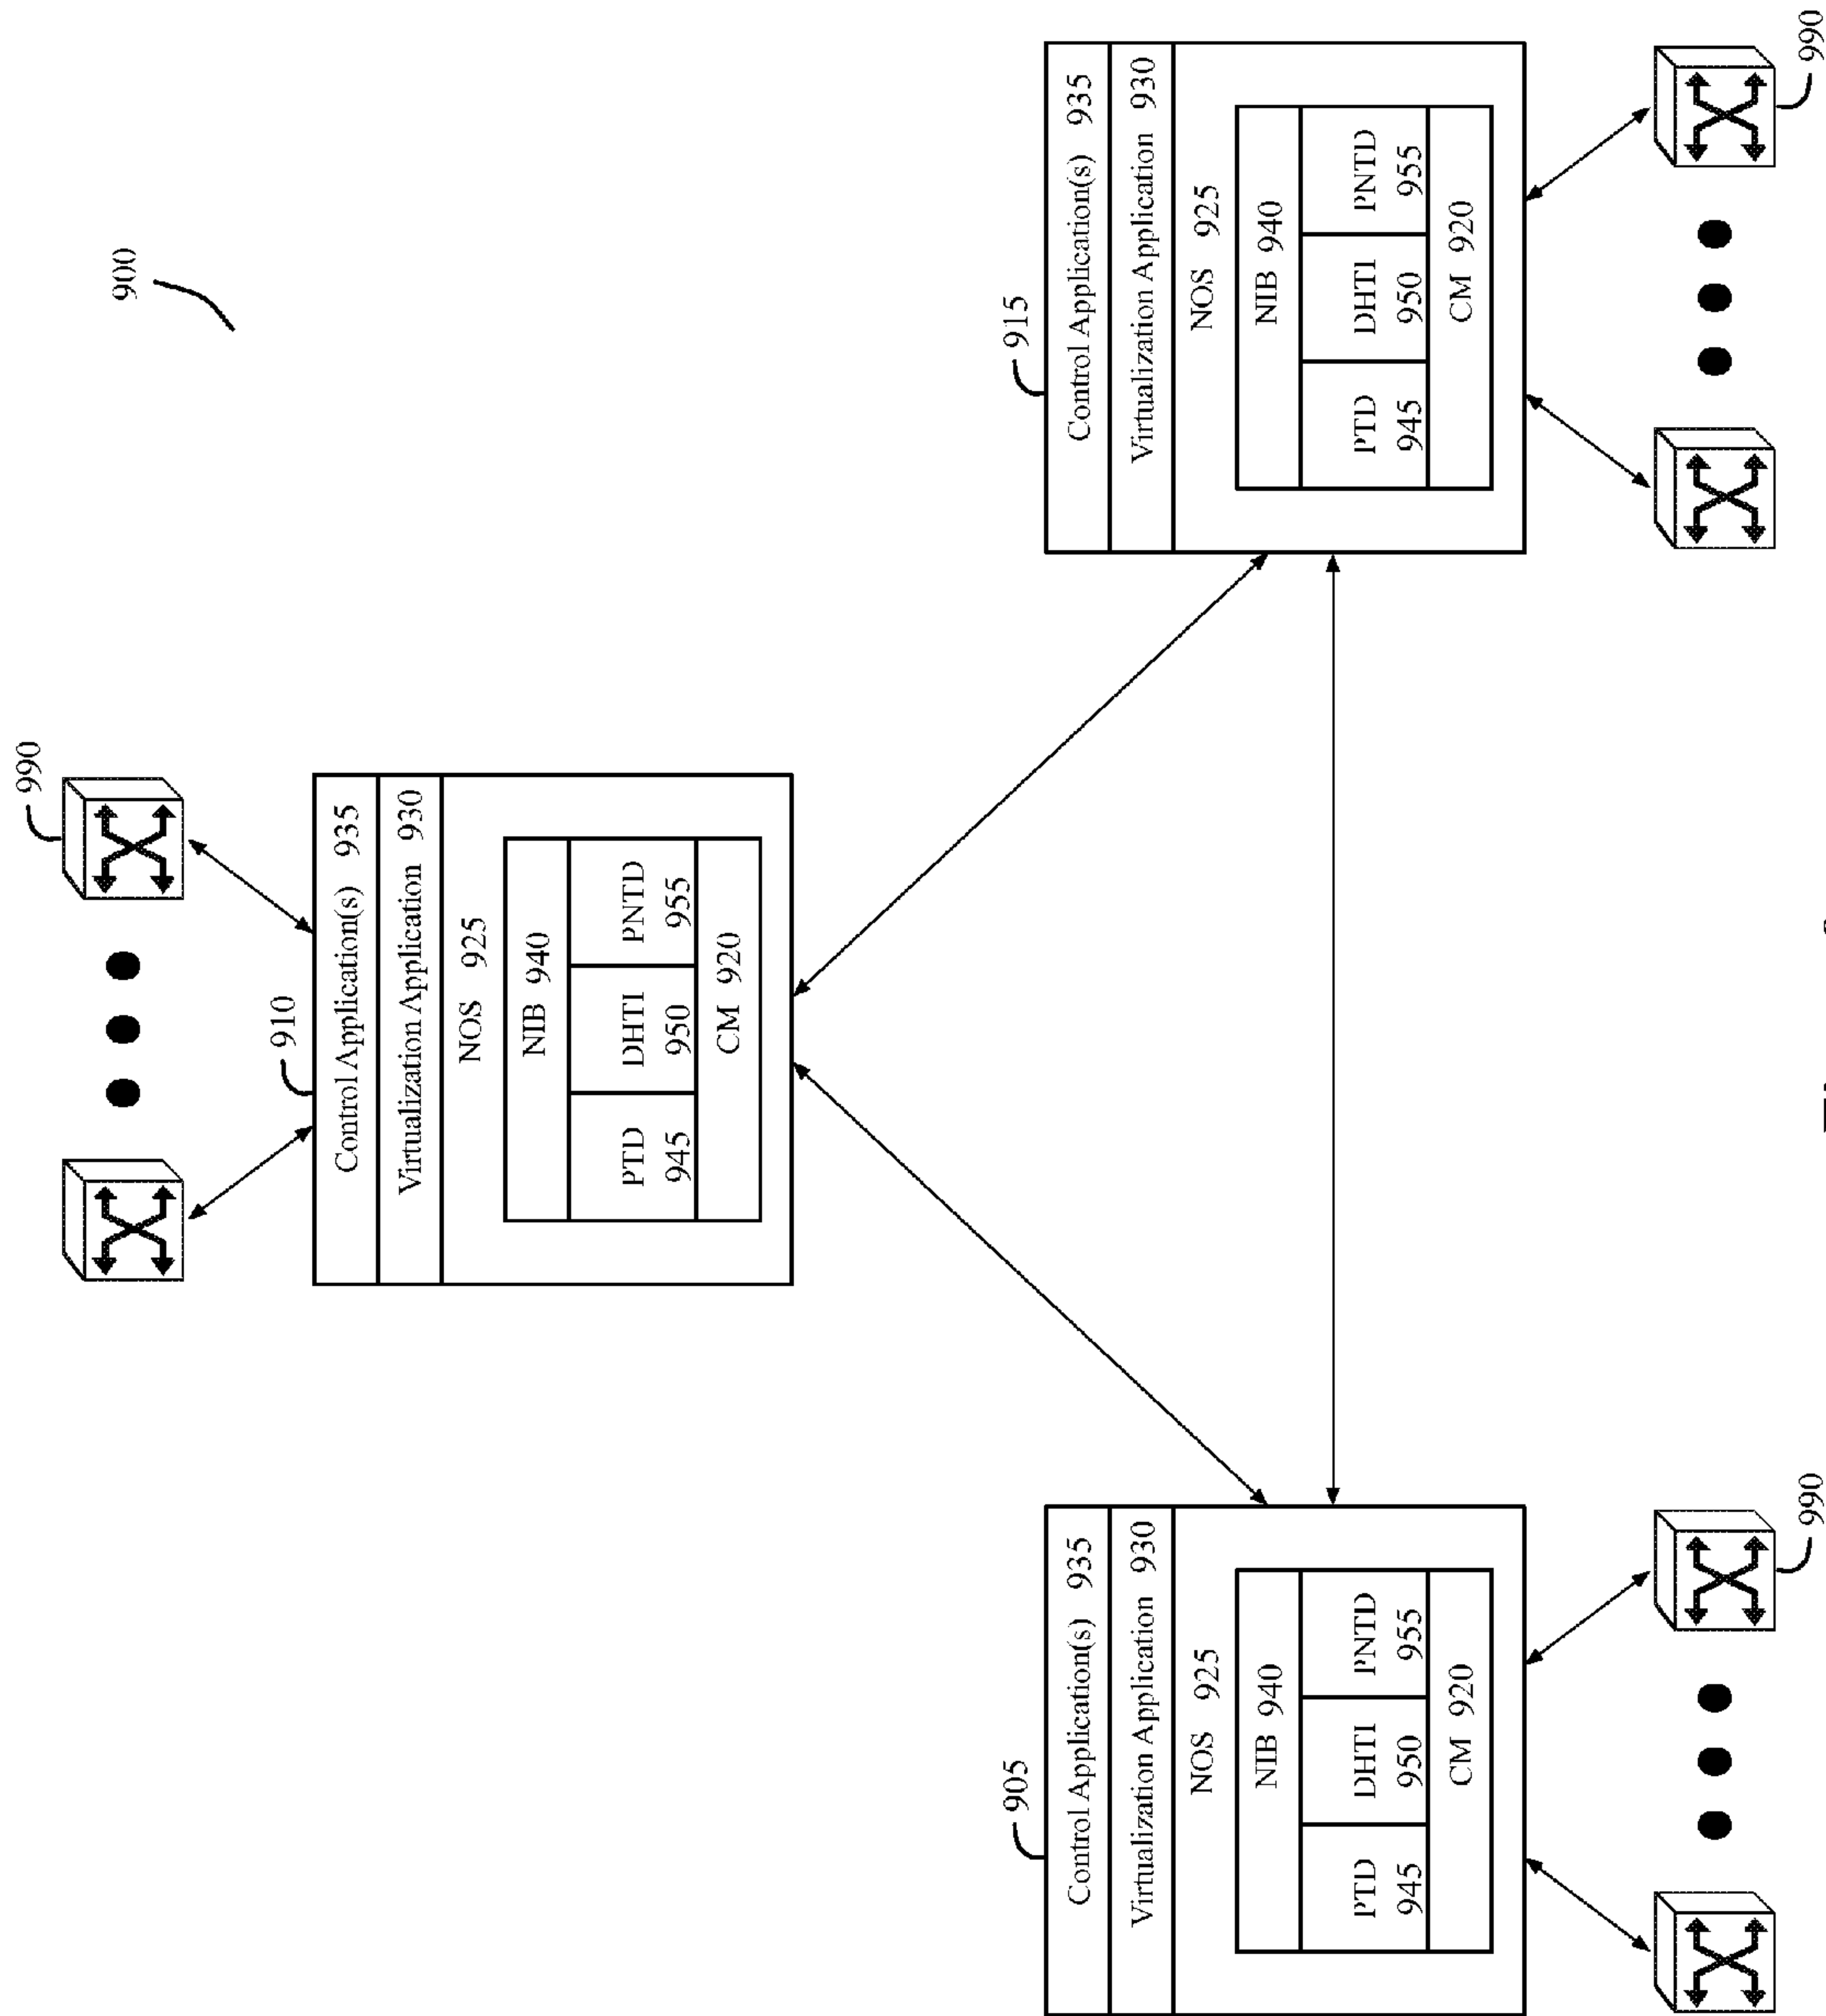 900
990
910
Control Application(s) 935
Virtualization Application 930
NOS 925
NIB 940
PTD 945
DHTI 950
PNTD 955
CM 920
905
Control Application(s) 935
Virtualization Application 930
NOS 925
NIB 940
PTD 945
DHTI 950
PNTD 955
CM 920
990
915
Control Application(s) 935
Virtualization Application 930
NOS 925
NIB 940
PTD 945
DHTI 950
PNTD 955
CM 920
990